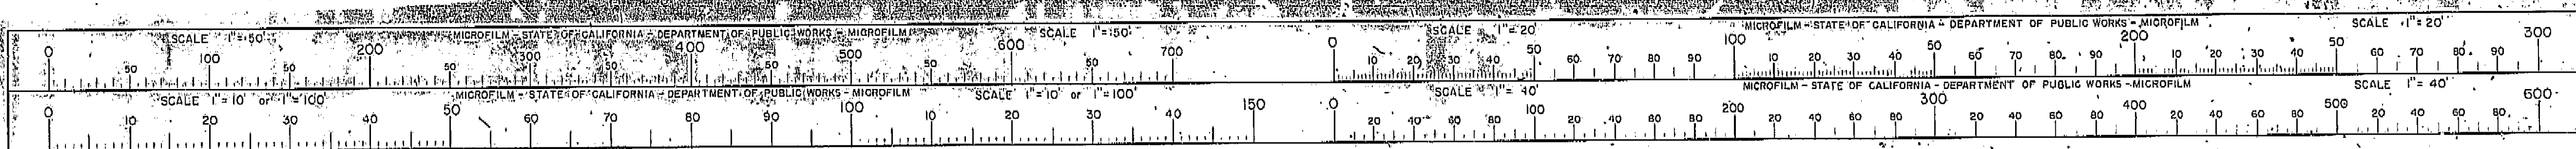 SCALE 1"=50' MICROFILM - STATE OF CALIFORNIA - DEPARTMENT OF PUBLIC WORKS - MICROFILM SCALE 1"=50' SCALE 1"=20' MICROFILM - STATE OF CALIFORNIA - DEPARTMENT OF PUBLIC WORKS - MICROFILM SCALE 1"=20'
0 50 100 50 200 50 300 50 400 50 500 50 600 50 700 0 10 20 30 40 50 60 70 80 90 100 10 20 30 40 50 60 70 80 90 200 10 20 30 40 50 60 70 80 90 300
SCALE 1"=10' or 1"=100' MICROFILM - STATE OF CALIFORNIA - DEPARTMENT OF PUBLIC WORKS - MICROFILM SCALE 1"=10' or 1"=100' SCALE 1"=40' MICROFILM - STATE OF CALIFORNIA - DEPARTMENT OF PUBLIC WORKS - MICROFILM SCALE 1"=40'
0 10 20 30 40 50 60 70 80 90 100 10 20 30 40 150 0 20 40 60 80 100 20 40 60 80 200 20 40 60 80 300 20 40 60 80 400 20 40 60 80 500 20 40 60 80 600